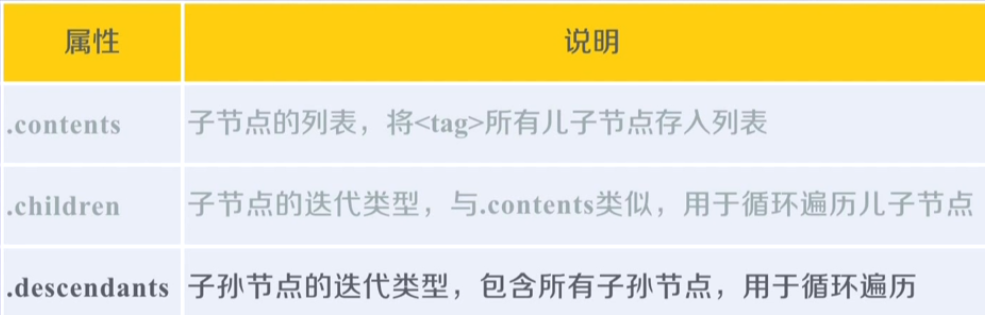 属性 说明
.contents 子节点的列表，将<tag>所有儿子节点存入列表
.children 子节点的迭代类型，与.contents类似，用于循环遍历儿子节点
.descendants 子孙节点的迭代类型，包含所有子孙节点，用于循环遍历